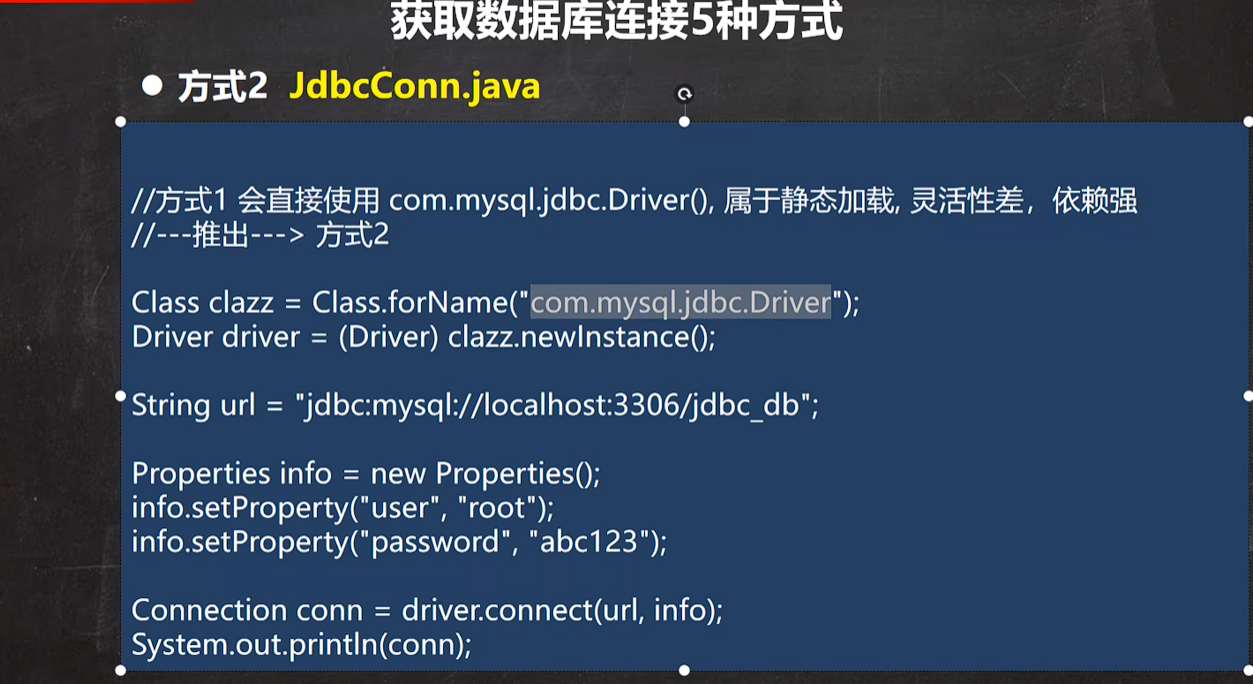 获取数据库连接5种方式
● 方式2 JdbcConn.java
//方式1 会直接使用 com.mysql.jdbc.Driver(), 属于静态加载, 灵活性差，依赖强
//---推出---> 方式2
Class clazz = Class.forName("com.mysql.jdbc.Driver");
Driver driver = (Driver) clazz.newInstance();
String url = "jdbc:mysql://localhost:3306/jdbc_db";
Properties info = new Properties();
info.setProperty("user", "root");
info.setProperty("password", "abc123");
Connection conn = driver.connect(url, info);
System.out.println(conn);